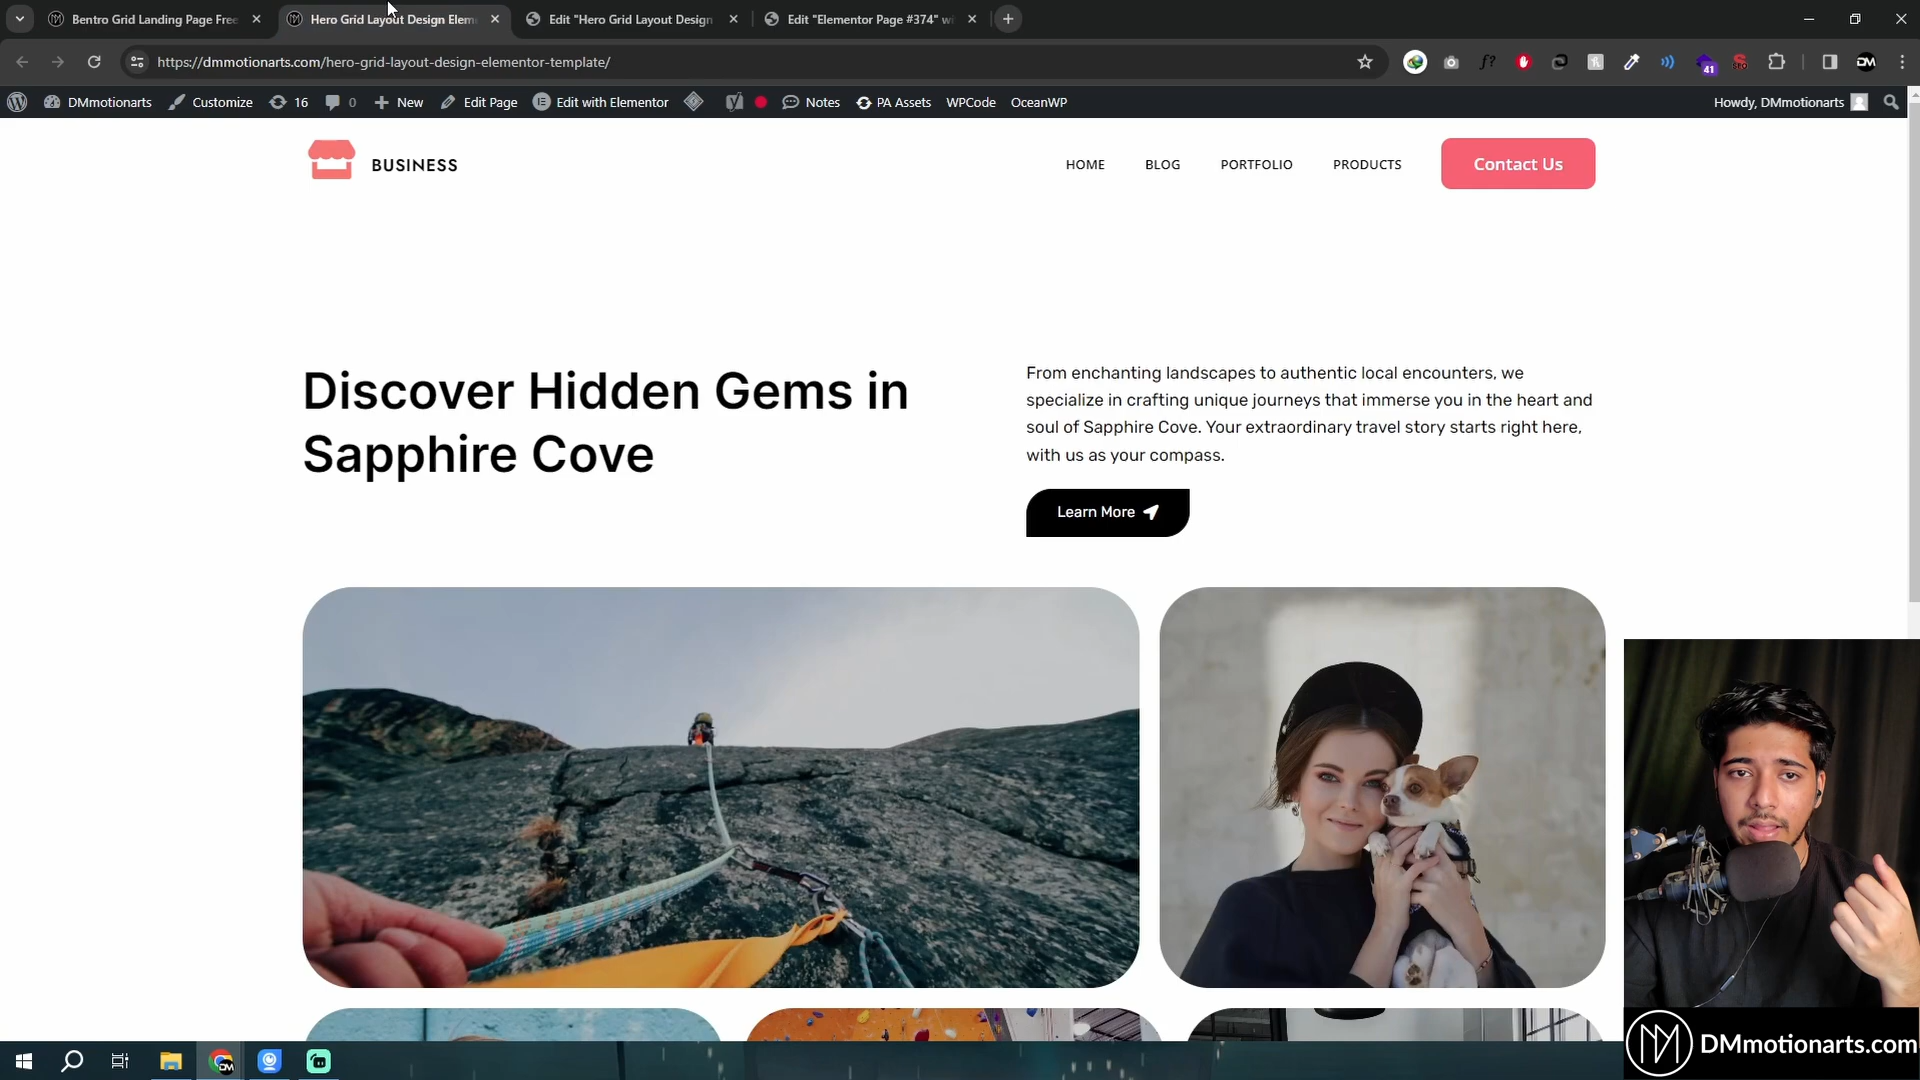 Bentro Grid Landing Page Free
Hero Grid Layout Design Elem
Edit "Hero Grid Layout Design
Edit "Elementor Page #374" wi
https://dmmotionarts.com/hero-grid-layout-design-elementor-template/
f?
41
SEO
DM
DMmotionarts
Customize
16
0
New
Edit Page
Edit with Elementor
Notes
PA Assets
WPCode
OceanWP
Howdy, DMmotionarts
BUSINESS
HOME
BLOG
PORTFOLIO
PRODUCTS
Contact Us
Discover Hidden Gems in
Sapphire Cove
From enchanting landscapes to authentic local encounters, we
specialize in crafting unique journeys that immerse you in the heart and
soul of Sapphire Cove. Your extraordinary travel story starts right here,
with us as your compass.
Learn More
DM
DMmotionarts.com